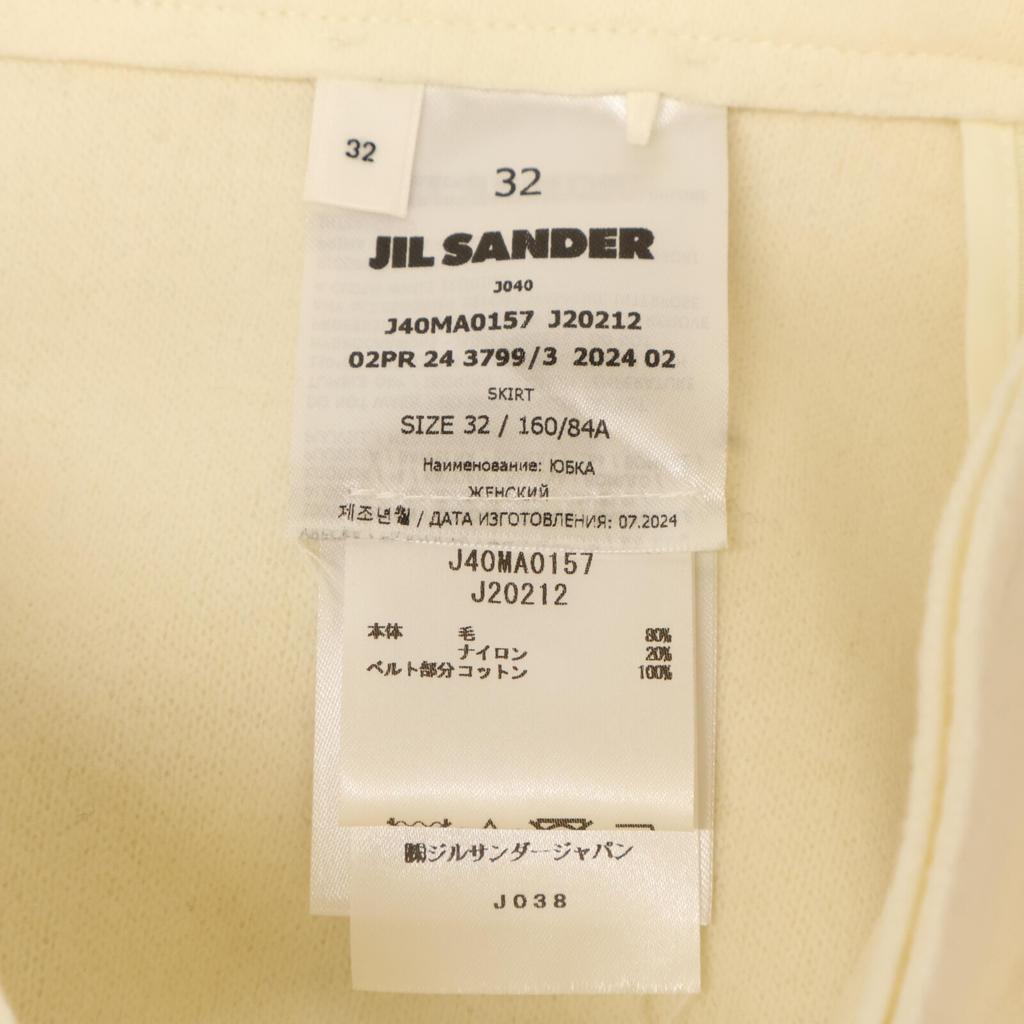 32
32
JIL SANDER
J040
J40MA0157 J20212
02PR 24 3799/3 2024 02
SKIRT
SIZE 32 / 160/84A
Наименование: ЮБКА
ЖЕНСКИЙ
제조년월 / ДАТА ИЗГОТОВЛЕНИЯ: 07.2024
J40MA0157
J20212
本体 毛 80%
ナイロン 20%
ベルト部分 コットン 100%
㈱ジルサンダージャパン
J038